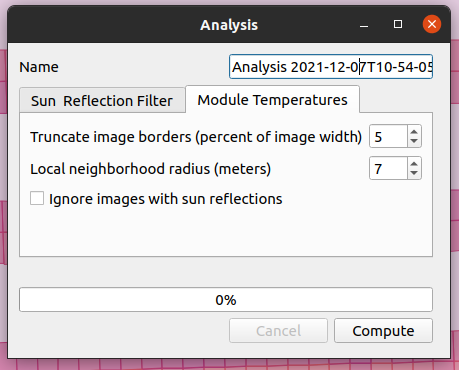 Analysis
Name Analysis 2021-12-07T10-54-05
Sun Reflection Filter Module Temperatures
Truncate image borders (percent of image width) 5
Local neighborhood radius (meters) 7
Ignore images with sun reflections
0%
Cancel Compute